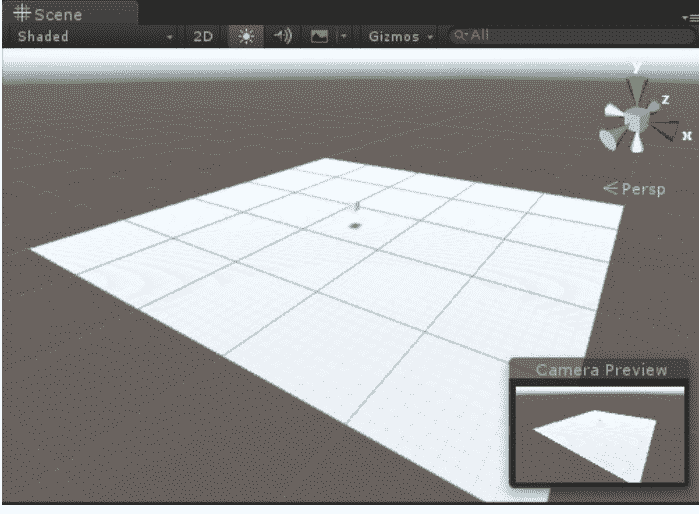 Scene
Shaded 2D Gizmos All
y
z
x
Persp
Camera Preview